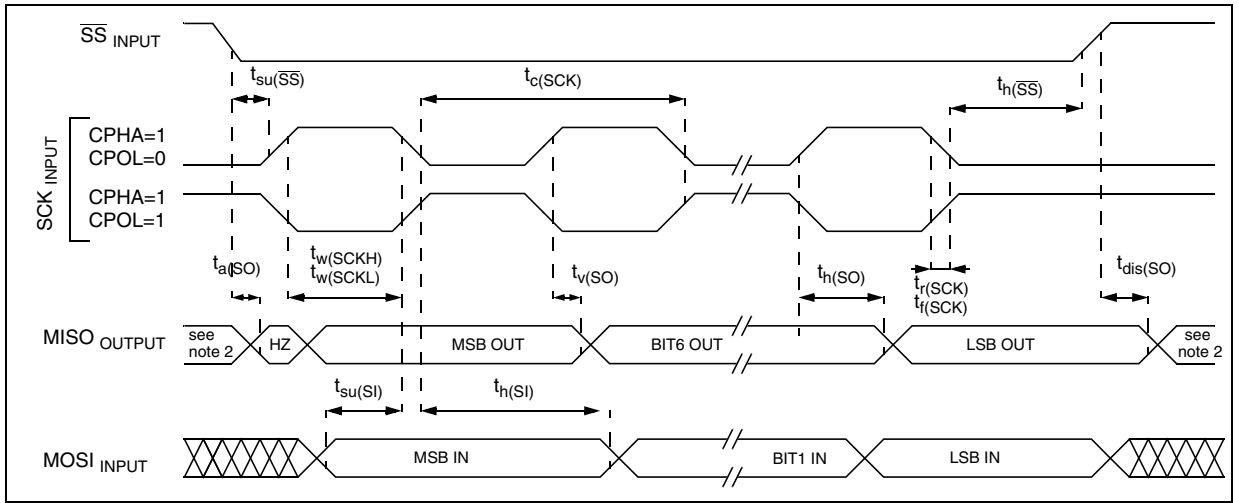 SS INPUT
tsu(SS)
tc(SCK)
th(SS)
SCK INPUT
CPHA=1
CPOL=0
CPHA=1
CPOL=1
ta(SO)
tw(SCKH)
tw(SCKL)
tv(SO)
th(SO)
tr(SCK)
tf(SCK)
tdis(SO)
MISO OUTPUT
see note 2
HZ
MSB OUT
BIT6 OUT
LSB OUT
see note 2
tsu(SI)
th(SI)
MOSI INPUT
MSB IN
BIT1 IN
LSB IN